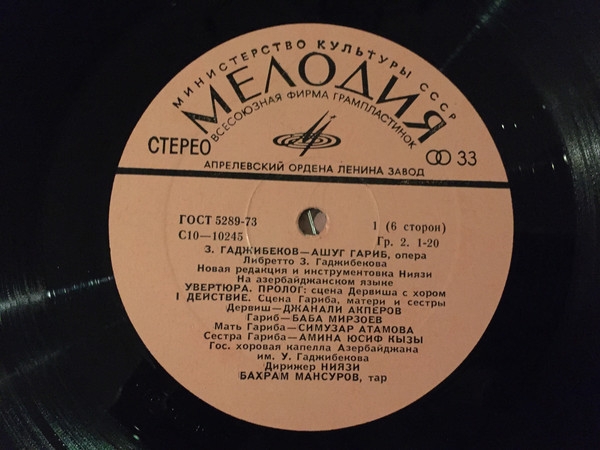 МИНИСТЕРСТВО КУЛЬТУРЫ СССР
МЕЛОДИЯ
ВСЕСОЮЗНАЯ ФИРМА ГРАМПЛАСТИНОК
СТЕРЕО
33
АПРЕЛЕВСКИЙ ОРДЕНА ЛЕНИНА ЗАВОД
ГОСТ 5289-73
1 (6 сторон)
С10—10245
Гр. 2. 1-20
З. ГАДЖИБЕКОВ—АШУГ ГАРИБ, опера
Либретто З. Гаджибекова
Новая редакция и инструментовка Ниязи
На азербайджанском языке
УВЕРТЮРА. ПРОЛОГ: сцена Дервиша с хором
I ДЕЙСТВИЕ. Сцена Гариба, матери и сестры
Дервиш—ДЖАНАЛИ АКПЕРОВ
Гариб—БАБА МИРЗОЕВ
Мать Гариба—СИМУЗАР АТАМОВА
Сестра Гариба—АМИНА ЮСИФ КЫЗЫ
Гос. хоровая капелла Азербайджана
им. У. Гаджибекова
Дирижер НИЯЗИ
БАХРАМ МАНСУРОВ, тар